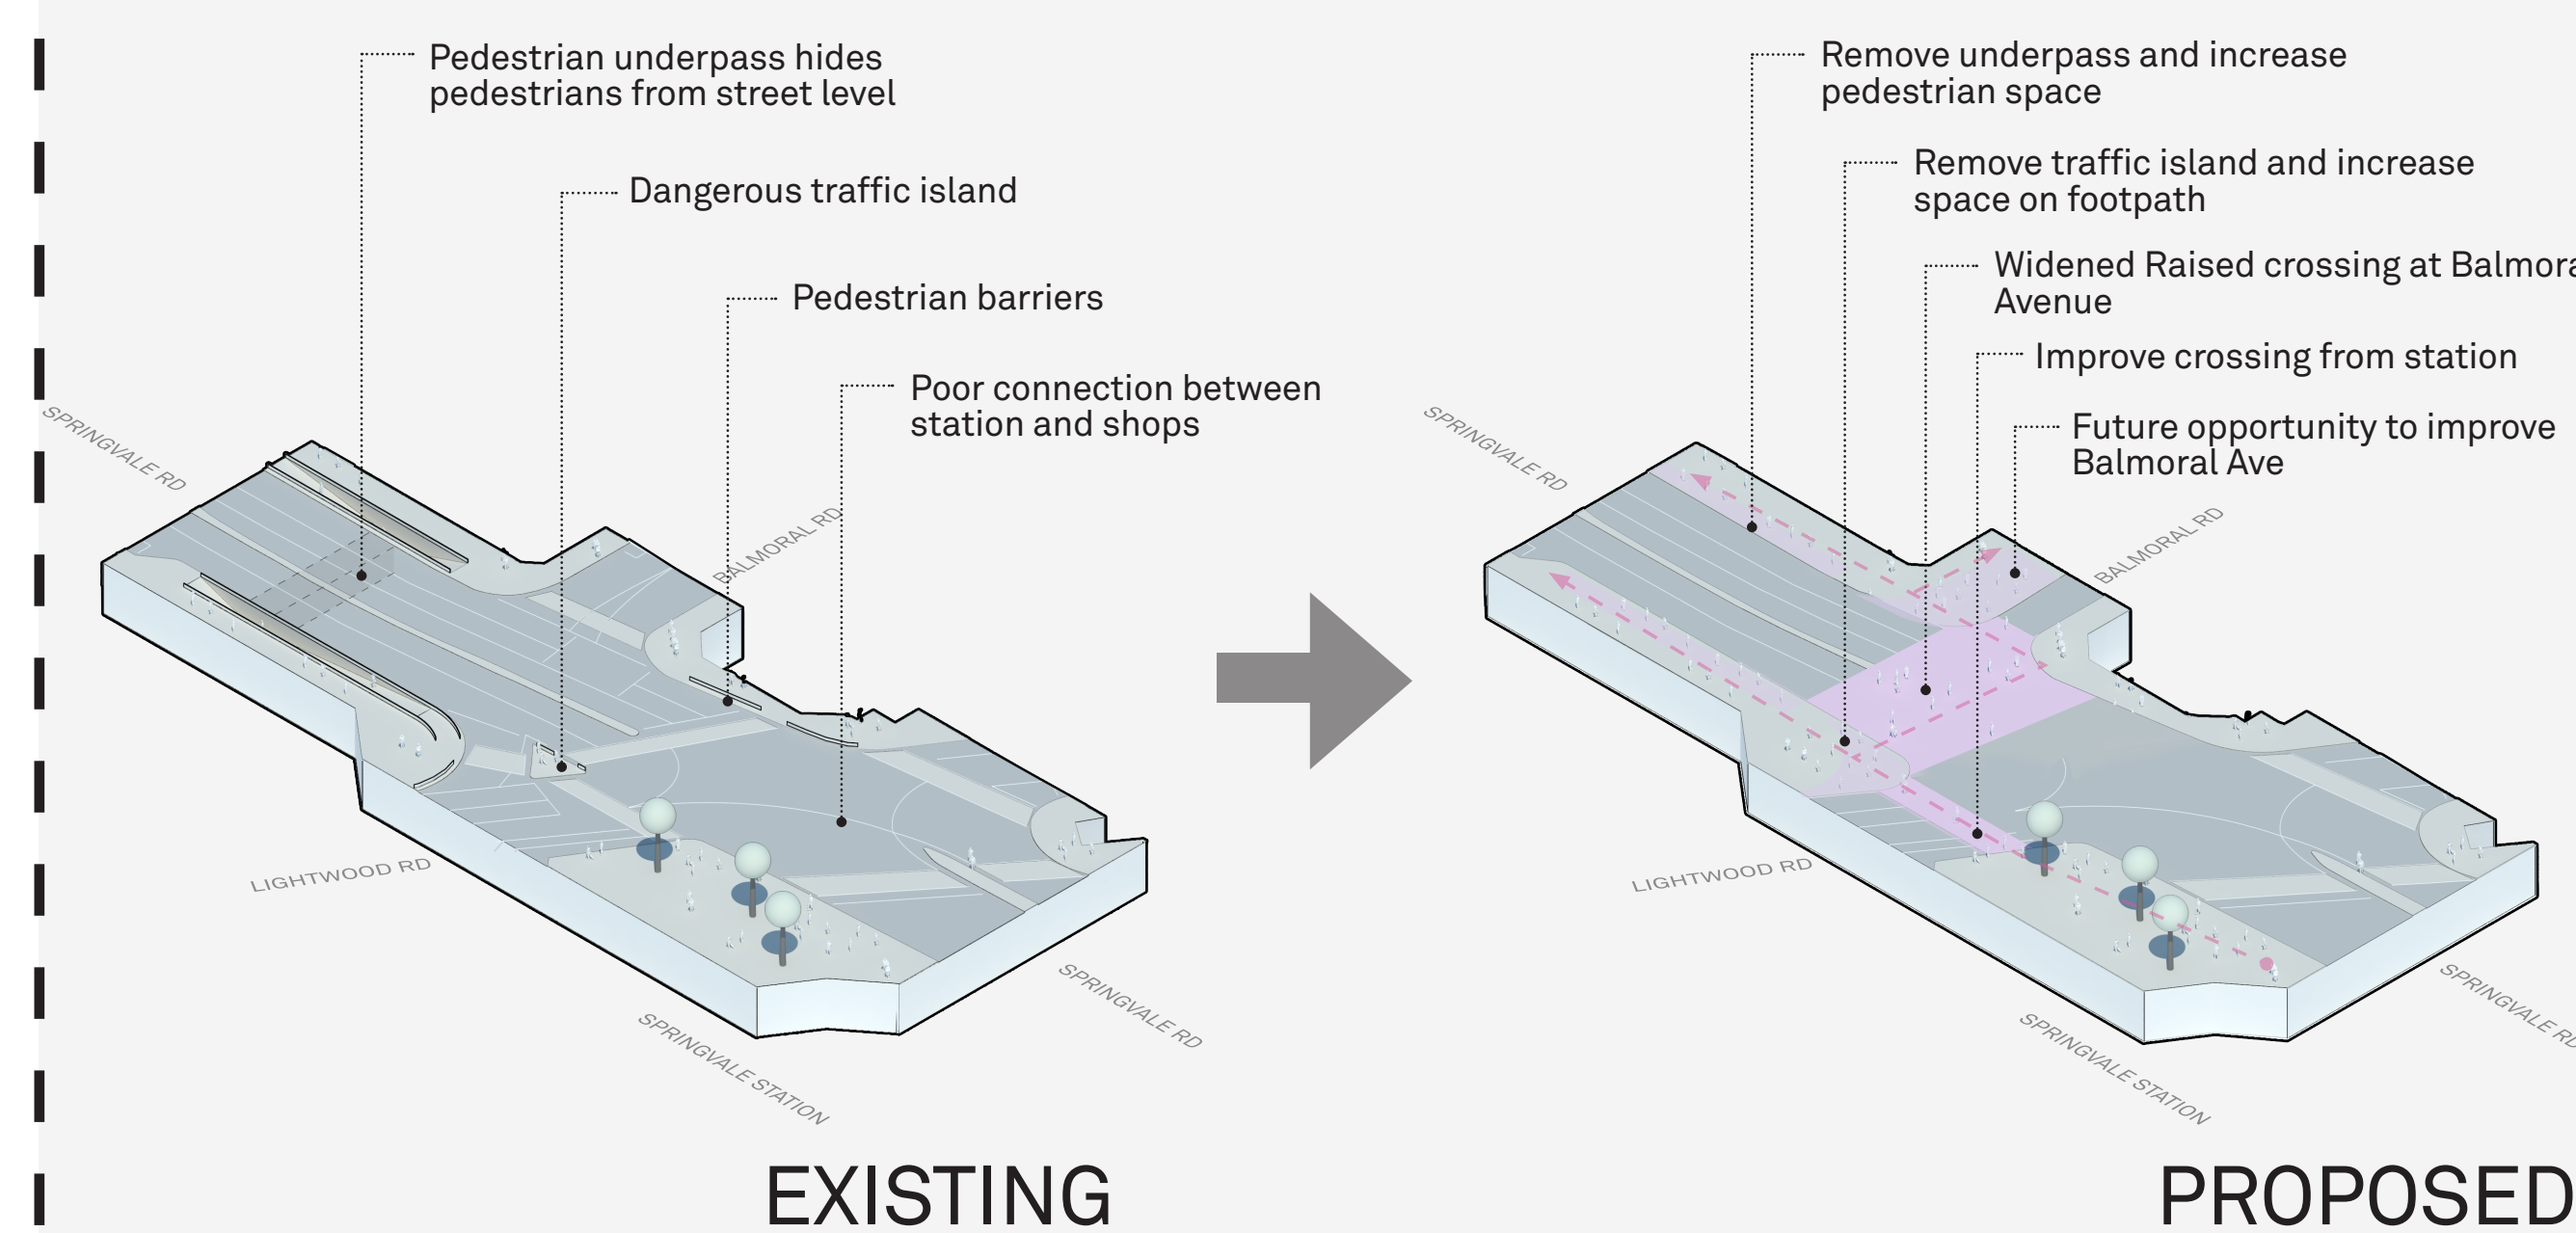 Pedestrian underpass hides
pedestrians from street level
Dangerous traffic island
Pedestrian barriers
Poor connection between
station and shops
SPRINGVALE RD
BALMORAL RD
LIGHTWOOD RD
SPRINGVALE RD
SPRINGVALE STATION
EXISTING
Remove underpass and increase
pedestrian space
Remove traffic island and increase
space on footpath
Widened Raised crossing at Balmora
Avenue
Improve crossing from station
Future opportunity to improve
Balmoral Ave
SPRINGVALE RD
BALMORAL RD
LIGHTWOOD RD
SPRINGVALE RD
SPRINGVALE STATION
PROPOSED